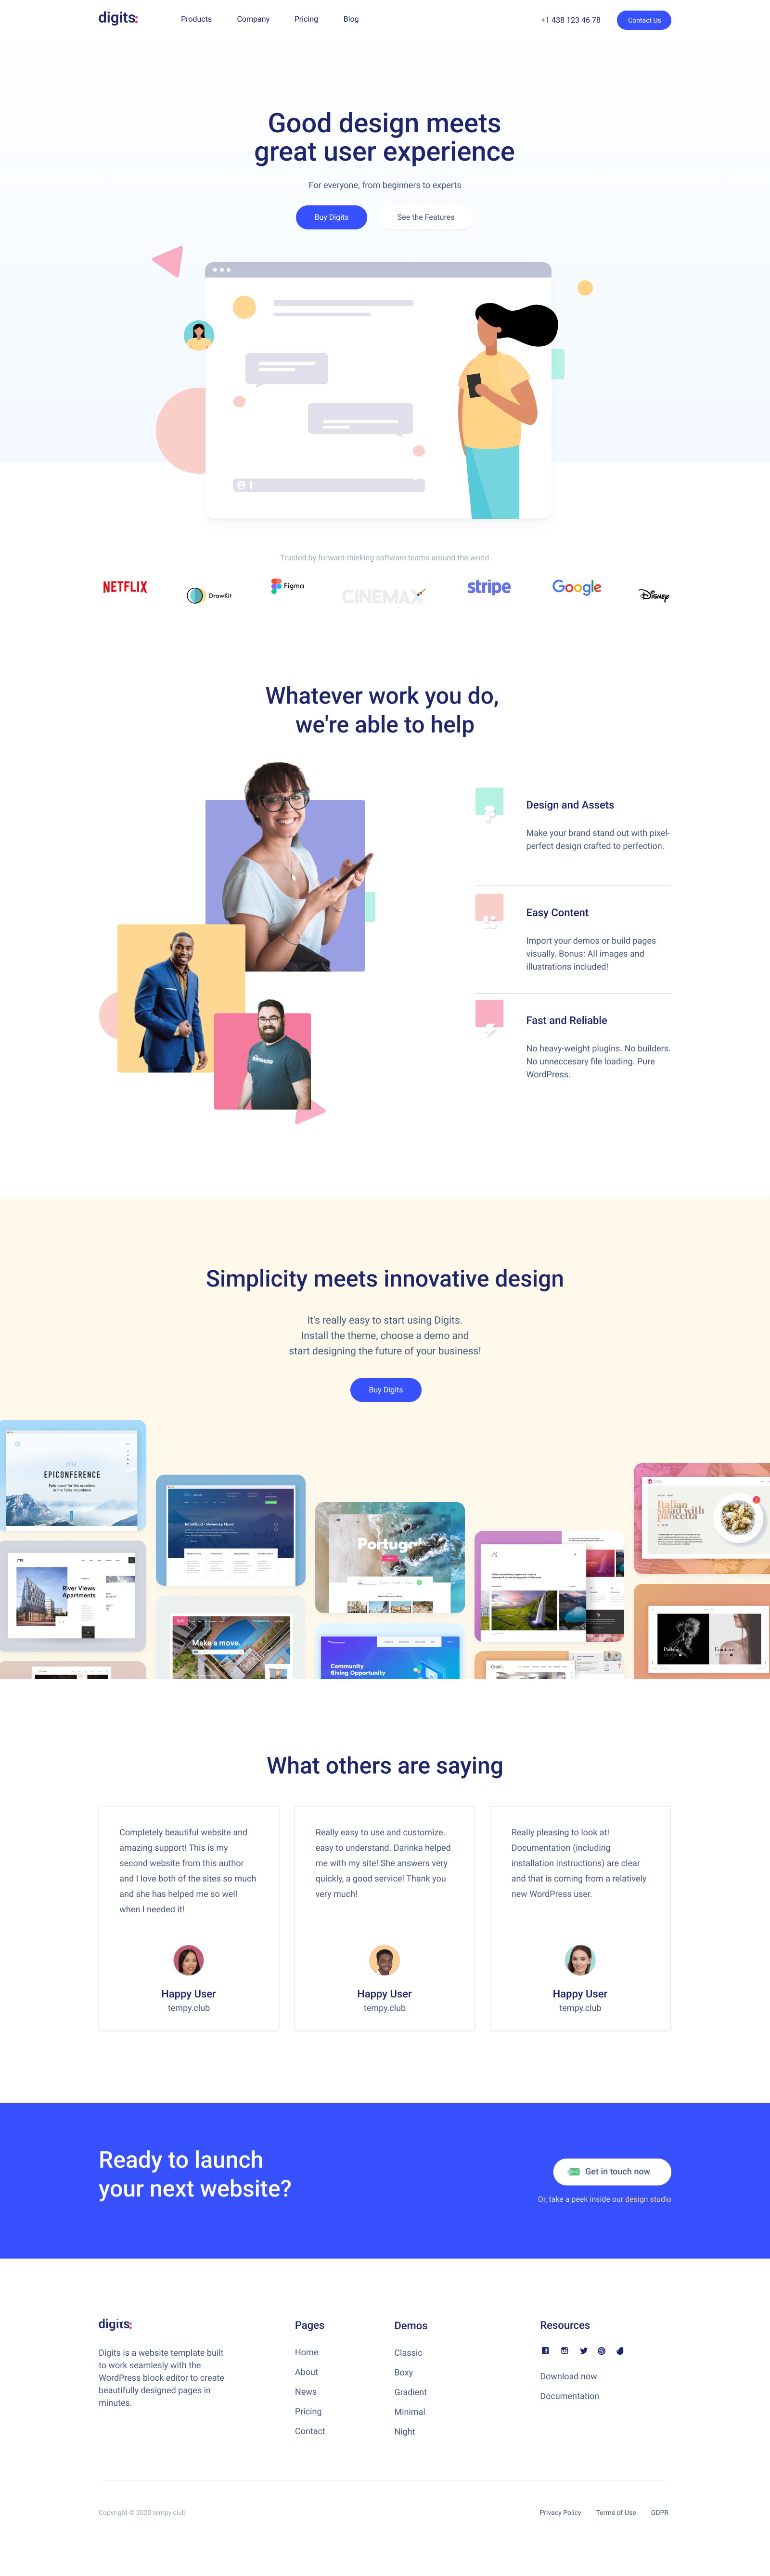 digits:
Products Company Pricing Blog
+1 438 123 46 78
Contact Us
Good design meets
great user experience
For everyone, from beginners to experts
Buy Digits
See the Features
Trusted by forward-thinking software teams around the world
NETFLIX
DrawKit
Figma
CINEMAX
stripe
Google
Disney
Whatever work you do,
we're able to help
Design and Assets
Make your brand stand out with pixel-
perfect design crafted to perfection.
Easy Content
Import your demos or build pages
visually. Bonus: All images and
illustrations included!
Fast and Reliable
No heavy-weight plugins. No builders.
No unneccesary file loading. Pure
WordPress.
Simplicity meets innovative design
It's really easy to start using Digits.
Install the theme, choose a demo and
start designing the future of your business!
Buy Digits
EPICONFERENCE
Epic event for the creatives
in the Tatra mountains
River Views
Apartments
Make a move.
Portugal
Community
Giving Opportunity
Italian
salad with
pancetta
What others are saying
Completely beautiful website and
amazing support! This is my
second website from this author
and I love both of the sites so much
and she has helped me so well
when I needed it!
Happy User
tempy.club
Really easy to use and customize.
easy to understand. Darinka helped
me with my site! She answers very
quickly, a good service! Thank you
very much!
Happy User
tempy.club
Really pleasing to look at!
Documentation (including
installation instructions) are clear
and that is coming from a relatively
new WordPress user.
Happy User
tempy.club
Ready to launch
your next website?
Get in touch now
Or, take a peek inside our design studio
digits:
Digits is a website template built
to work seamlesly with the
WordPress block editor to create
beautifully designed pages in
minutes.
Pages
Home
About
News
Pricing
Contact
Demos
Classic
Boxy
Gradient
Minimal
Night
Resources
Download now
Documentation
Copyright © 2020 tempy.club
Privacy Policy Terms of Use GDPR